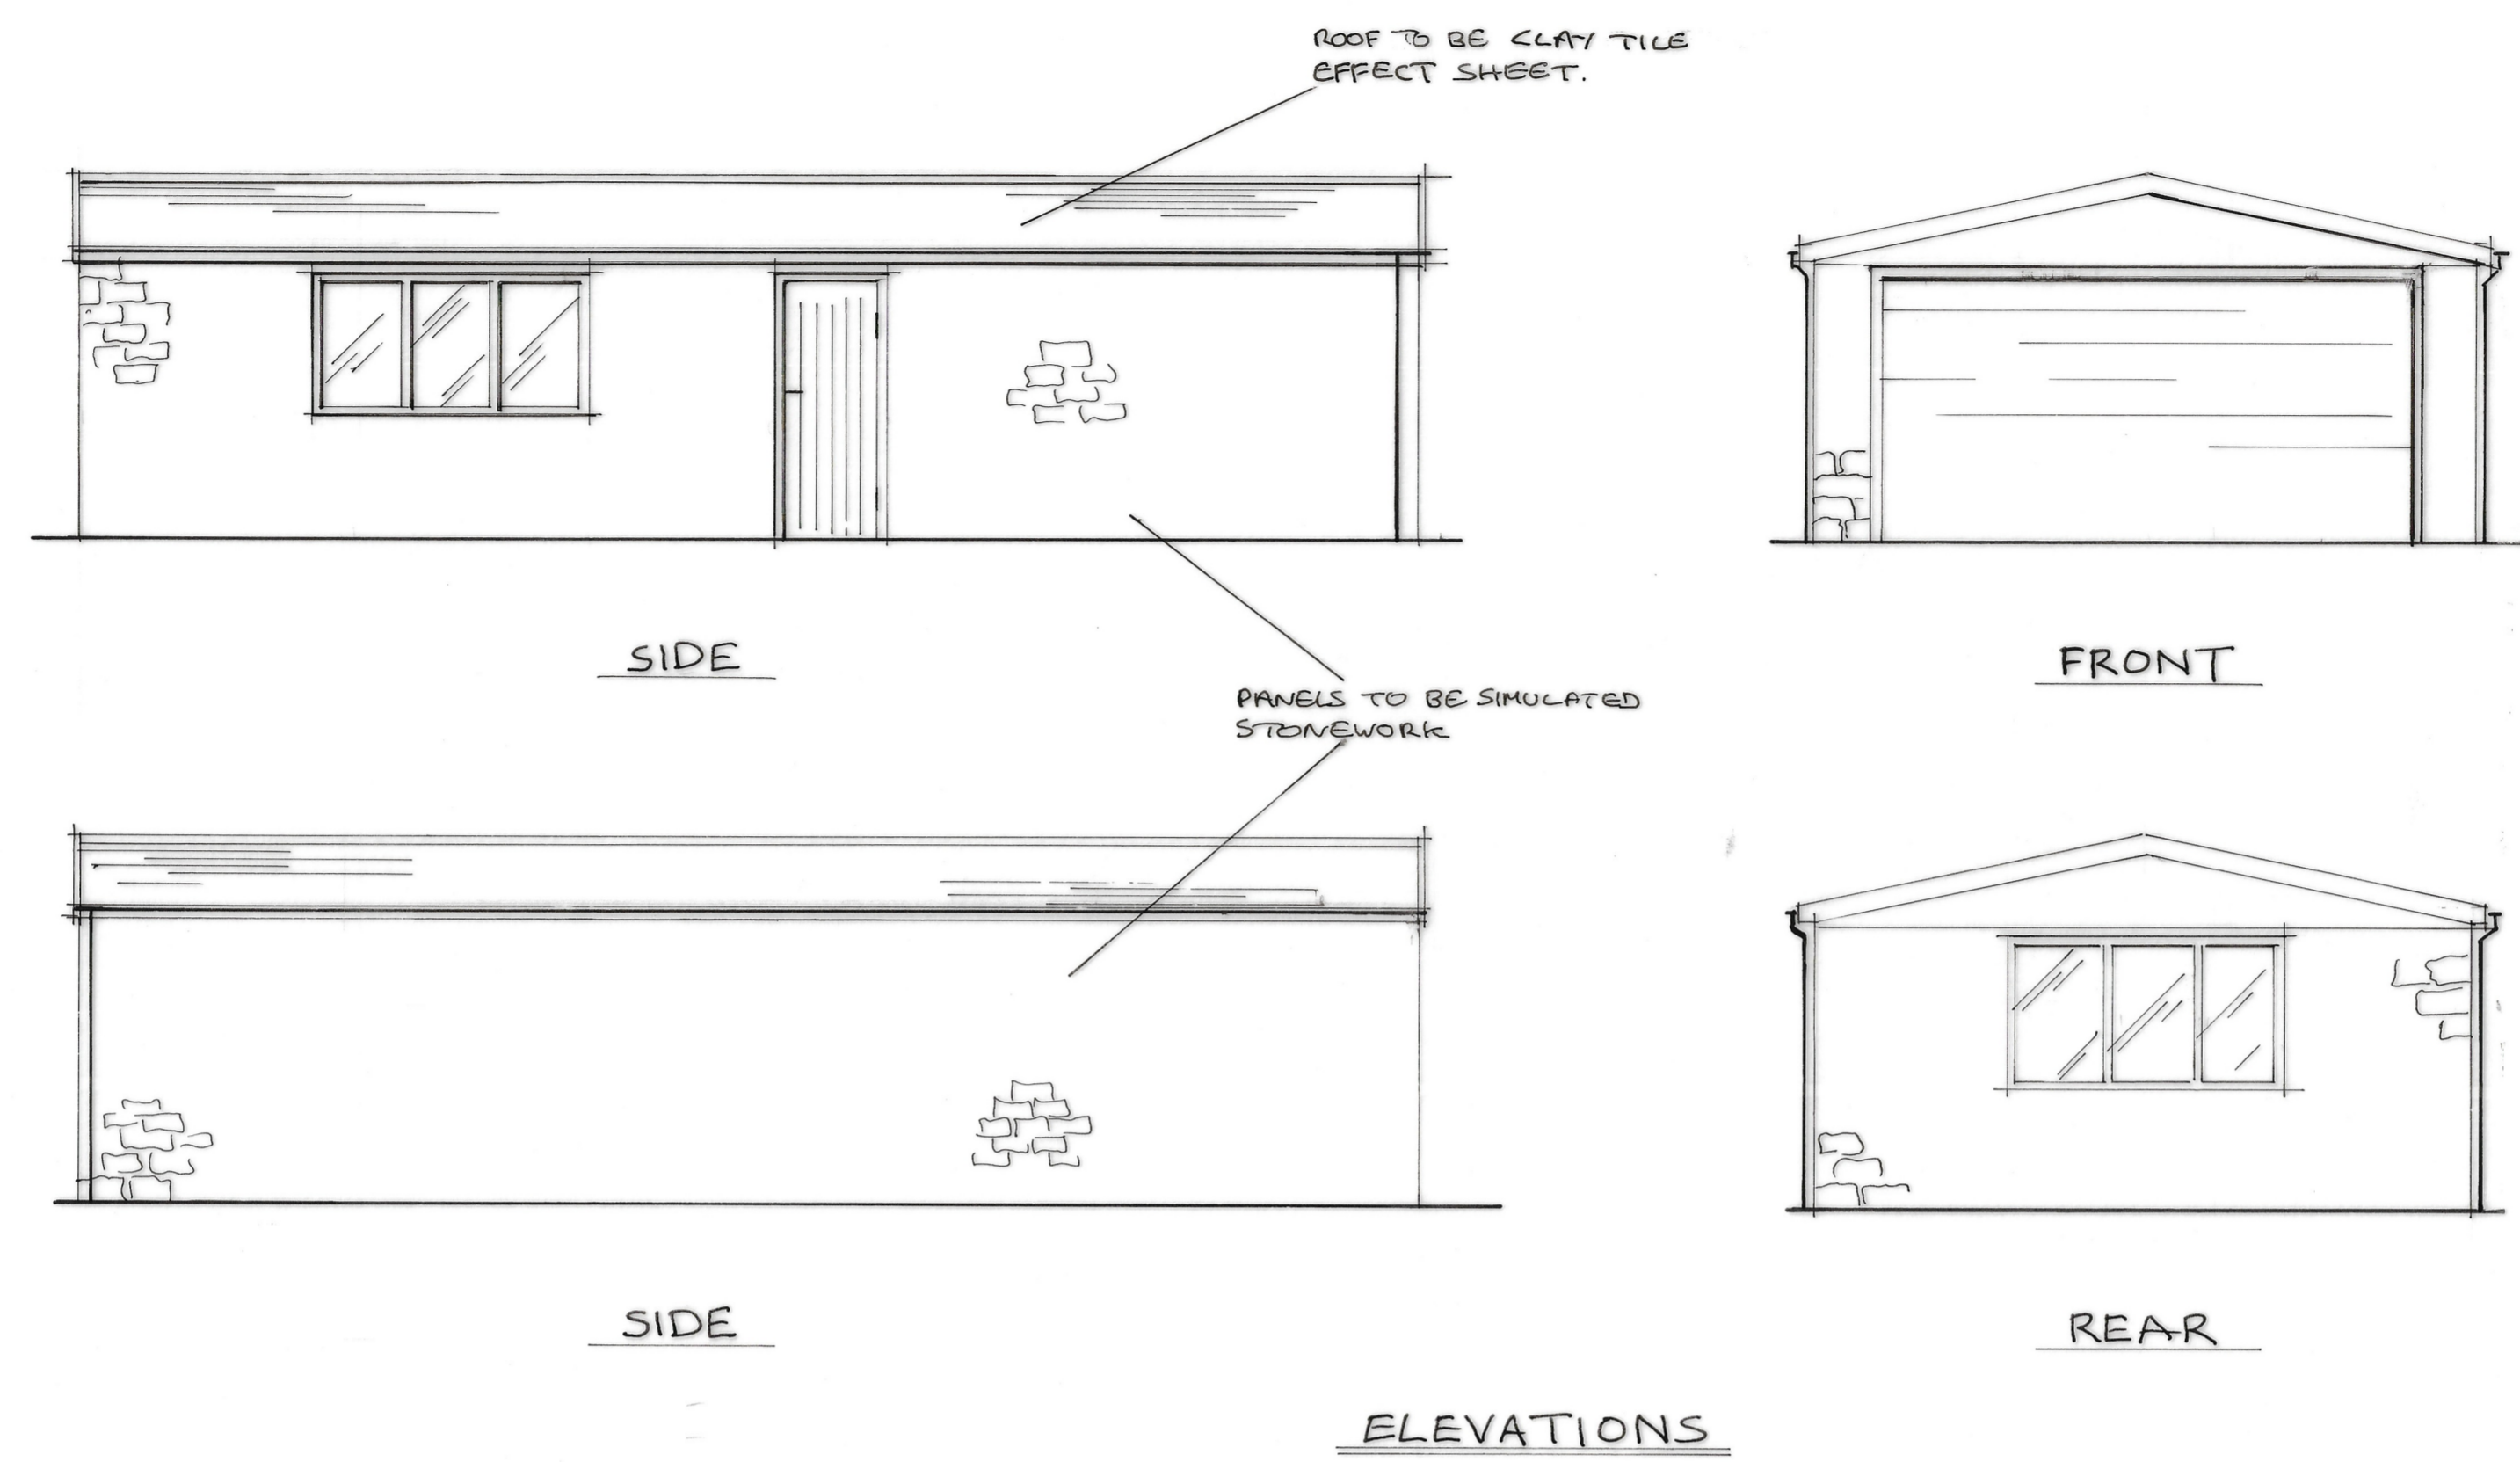 ROOF TO BE CLAY TILE
EFFECT SHEET.
SIDE
FRONT
PANELS TO BE SIMULATED
STONEWORK
SIDE
REAR
ELEVATIONS